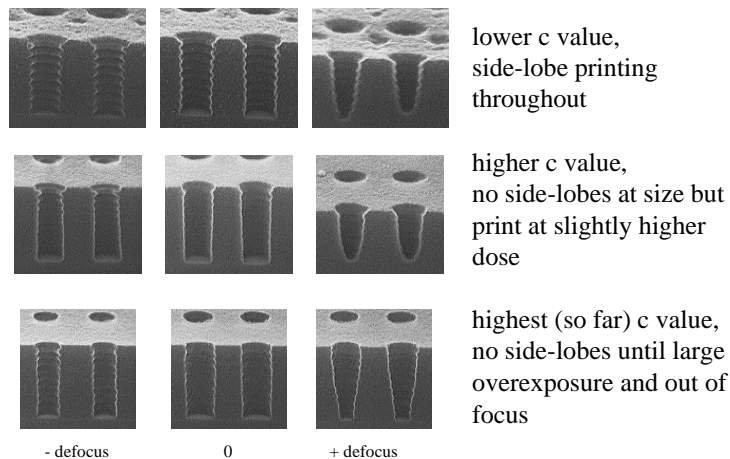 lower c value,
side-lobe printing
throughout
higher c value,
no side-lobes at size but
print at slightly higher
dose
highest (so far) c value,
no side-lobes until large
overexposure and out of
focus
- defocus 0 + defocus